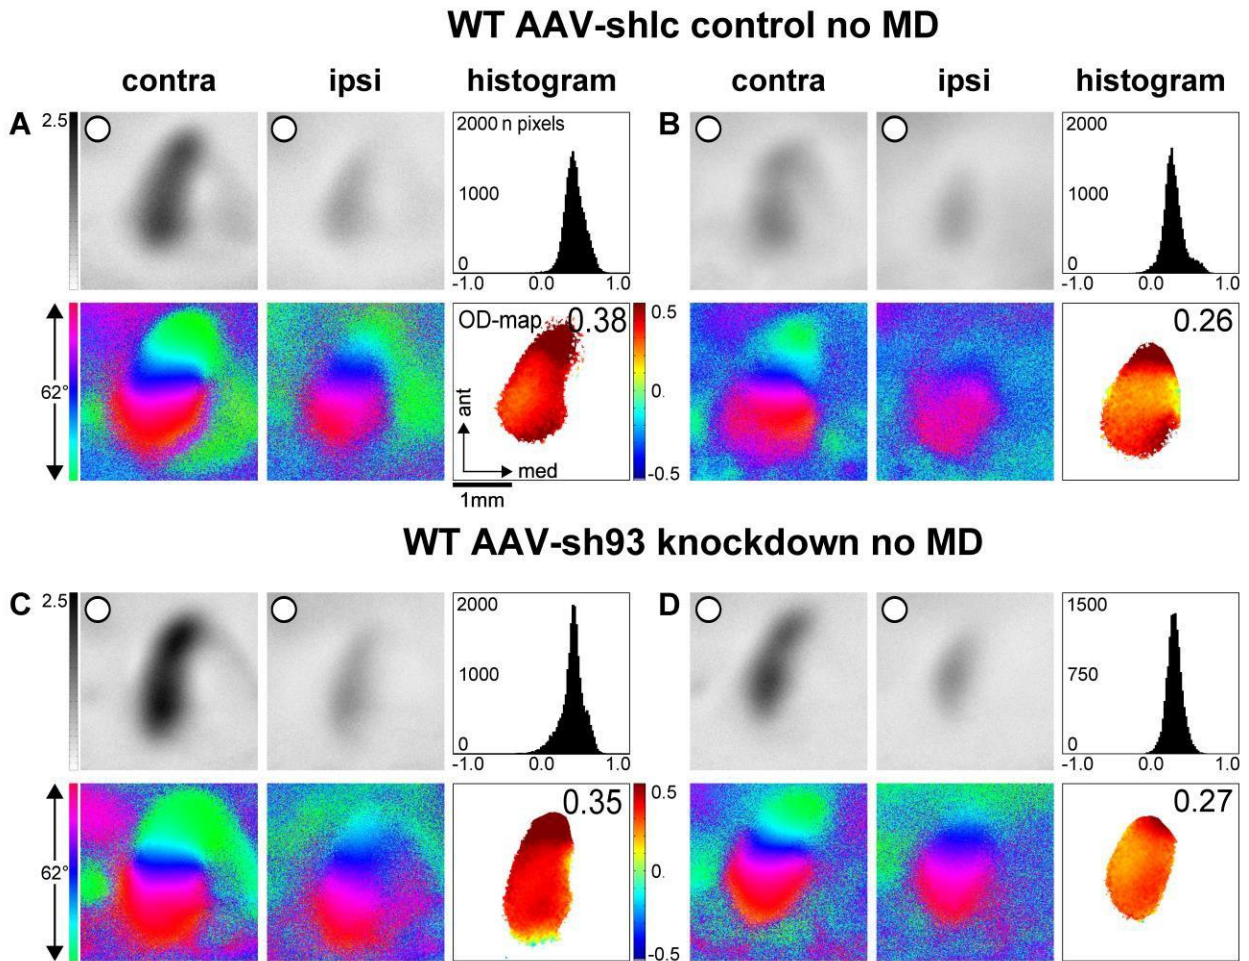 WT AAV-shlc control no MD
contra ipsi histogram contra ipsi histogram
A 2.5 2000 n pixels B 2000
1000 1000
0 0
-1.0 0.0 1.0 -1.0 0.0 1.0
OD-map 0.38 0.5 0.26
62° ant 0.
med -0.5
1mm
WT AAV-sh93 knockdown no MD
C 2.5 2000 D 1500
1000 750
0 0
-1.0 0.0 1.0 -1.0 0.0 1.0
0.35 0.5 0.27
62° 0.
-0.5